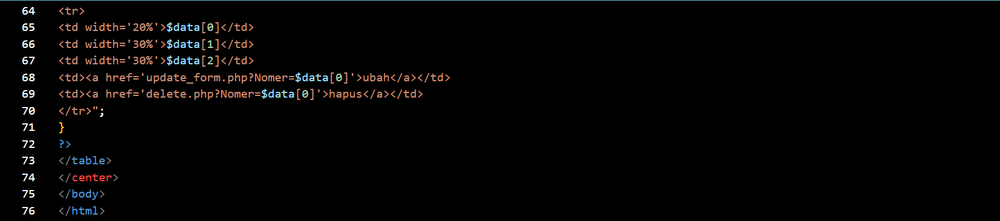 64 <tr>
65 <td width='20%'>$data[0]</td>
66 <td width='30%'>$data[1]</td>
67 <td width='30%'>$data[2]</td>
68 <td><a href='update_form.php?Nomer=$data[0]'>ubah</a></td>
69 <td><a href='delete.php?Nomer=$data[0]'>hapus</a></td>
70 </tr>";
71 }
72 ?>
73 </table>
74 </center>
75 </body>
76 </html>